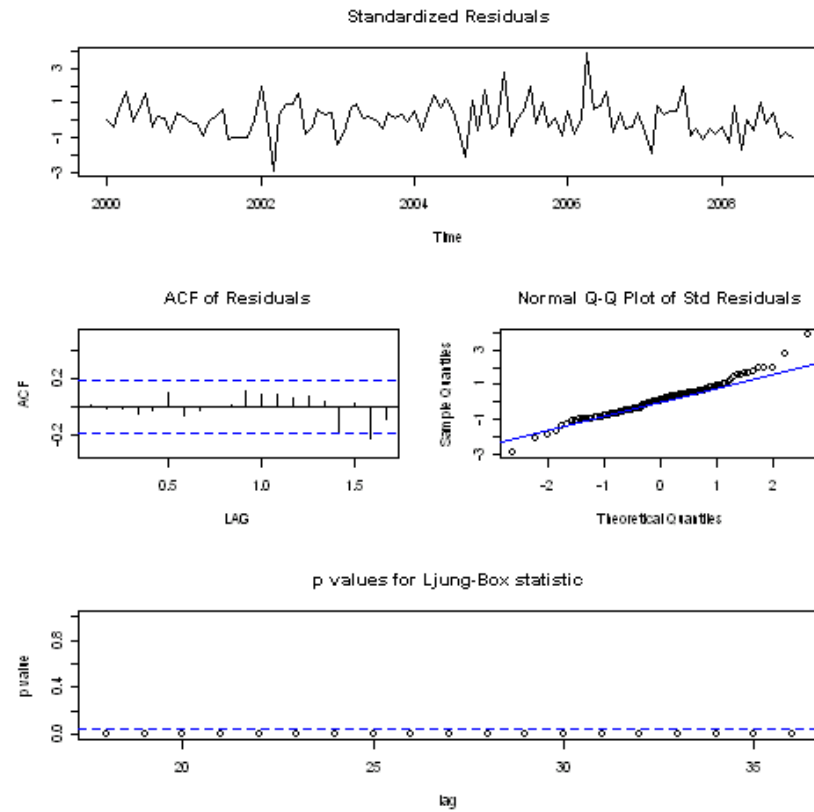 Standardized Residuals
3
1
-1
-3
2000 2002 2004 2006 2008
Time
ACF of Residuals
ACF
0.2
-0.2
0.5 1.0 1.5
LAG
Normal Q-Q Plot of Std Residuals
Sample Quantiles
3
1
-1
-3
-2 -1 0 1 2
Theoretical Quantiles
p values for Ljung-Box statistic
p value
0.8
0.4
0.0
20 25 30 35
lag